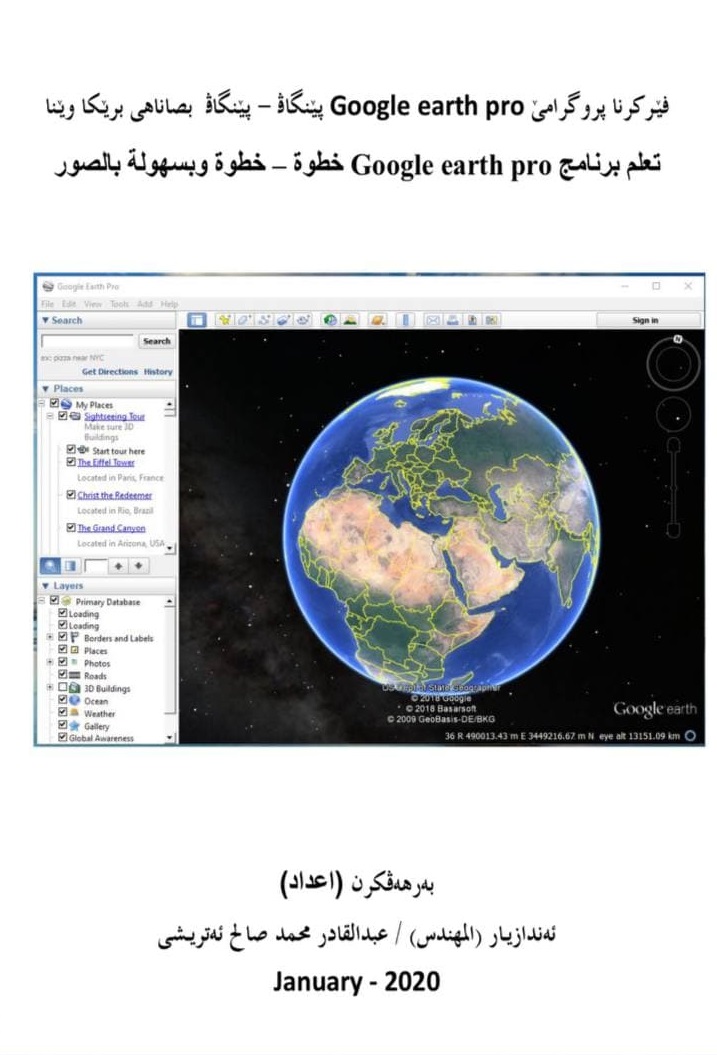 فێرکرنا پروگرامێ Google earth pro پێنگاڤ – پێنگاڤ بصاناهى برێکا وێنا
تعلم برنامج Google earth pro خطوة – خطوة وبسهولة بالصور
Google Earth Pro
File Edit View Tools Add Help
Search
Sign in
Search
ex: pizza near NYC
Get Directions History
Places
My Places
Sightseeing Tour
Make sure 3D
Buildings
Start tour here
The Eiffel Tower
Located in Paris, France
Christ the Redeemer
Located in Rio, Brazil
The Grand Canyon
Located in Arizona, USA
Layers
Primary Database
Loading
Loading
Borders and Labels
Places
Photos
Roads
3D Buildings
Ocean
Weather
Gallery
Global Awareness
N
US Dept of State Geographer
© 2018 Google
© 2018 Basarsoft
© 2009 GeoBasis-DE/BKG
Google earth
36 R 490013.43 m E 3449216.67 m N eye alt 13151.09 km
بەرهەڤکرن (اعداد)
ئەندازیار (المهندس) / عبدالقادر محمد صالح ئەتریشى
January - 2020